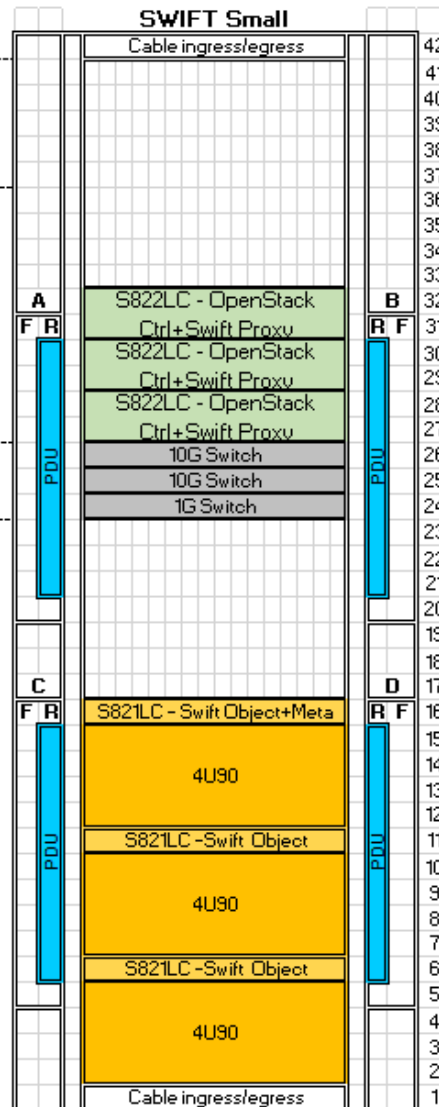 SWIFT Small
Cable ingress/egress
42
41
40
39
38
37
36
35
34
33
A
S822LC - OpenStack
B
32
F R
Ctrl+Swift Proxy
R F
31
S822LC - OpenStack
30
Ctrl+Swift Proxy
29
S822LC - OpenStack
28
Ctrl+Swift Proxy
27
PDU
10G Switch
PDU
26
10G Switch
25
1G Switch
24
23
22
21
20
19
18
C
D
17
F R
S821LC - Swift Object+Meta
R F
16
15
4U90
14
13
12
PDU
S821LC -Swift Object
PDU
11
10
4U90
9
8
7
S821LC -Swift Object
6
5
4U90
4
3
2
Cable ingress/egress
1